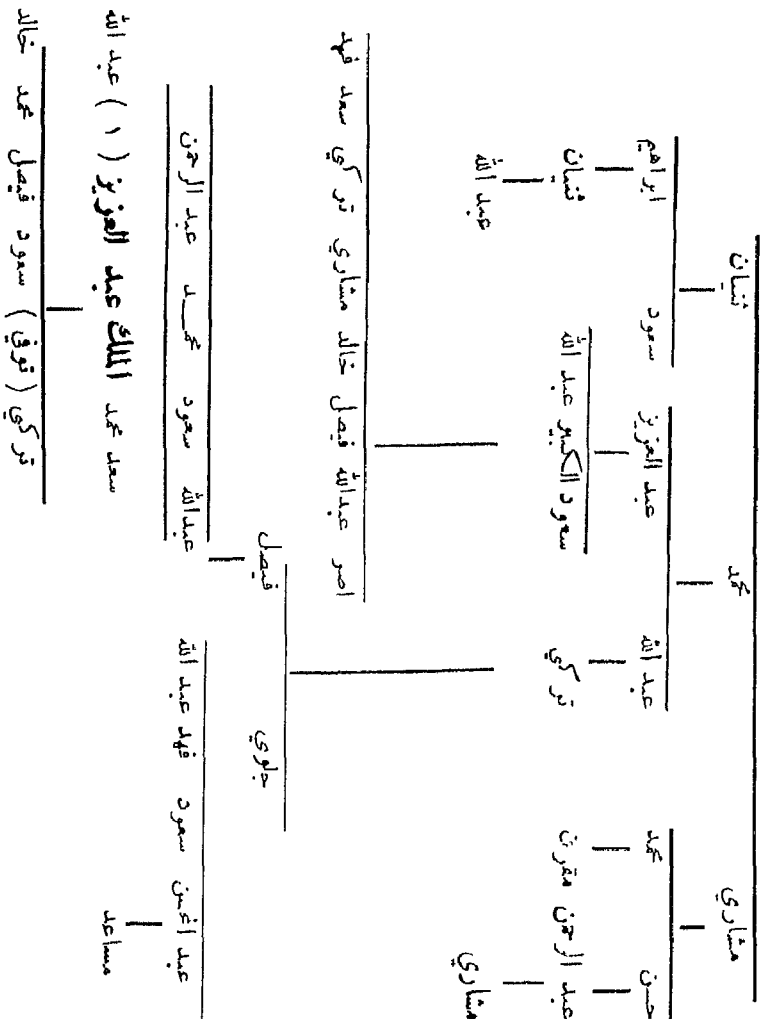 مشاري محمد ثنيان
حسن محمد عبد الله عبد العزيز سعود ابراهيم
عبد الرحمن مقرن تركي سعود الكبير عبد الله ثنيان
مشاري عبد الله
اصر عبدالله فيصل خالد مشاري تركي سعد فهد
جلوي فيصل
عبد المحسن سعود فهد عبد الله عبدالله سعود محمد عبد الرحمن
مساعد سعد محمد الملك عبد العزيز (١) عبد الله
تركي (توفي) سعود فيصل محمد خالد